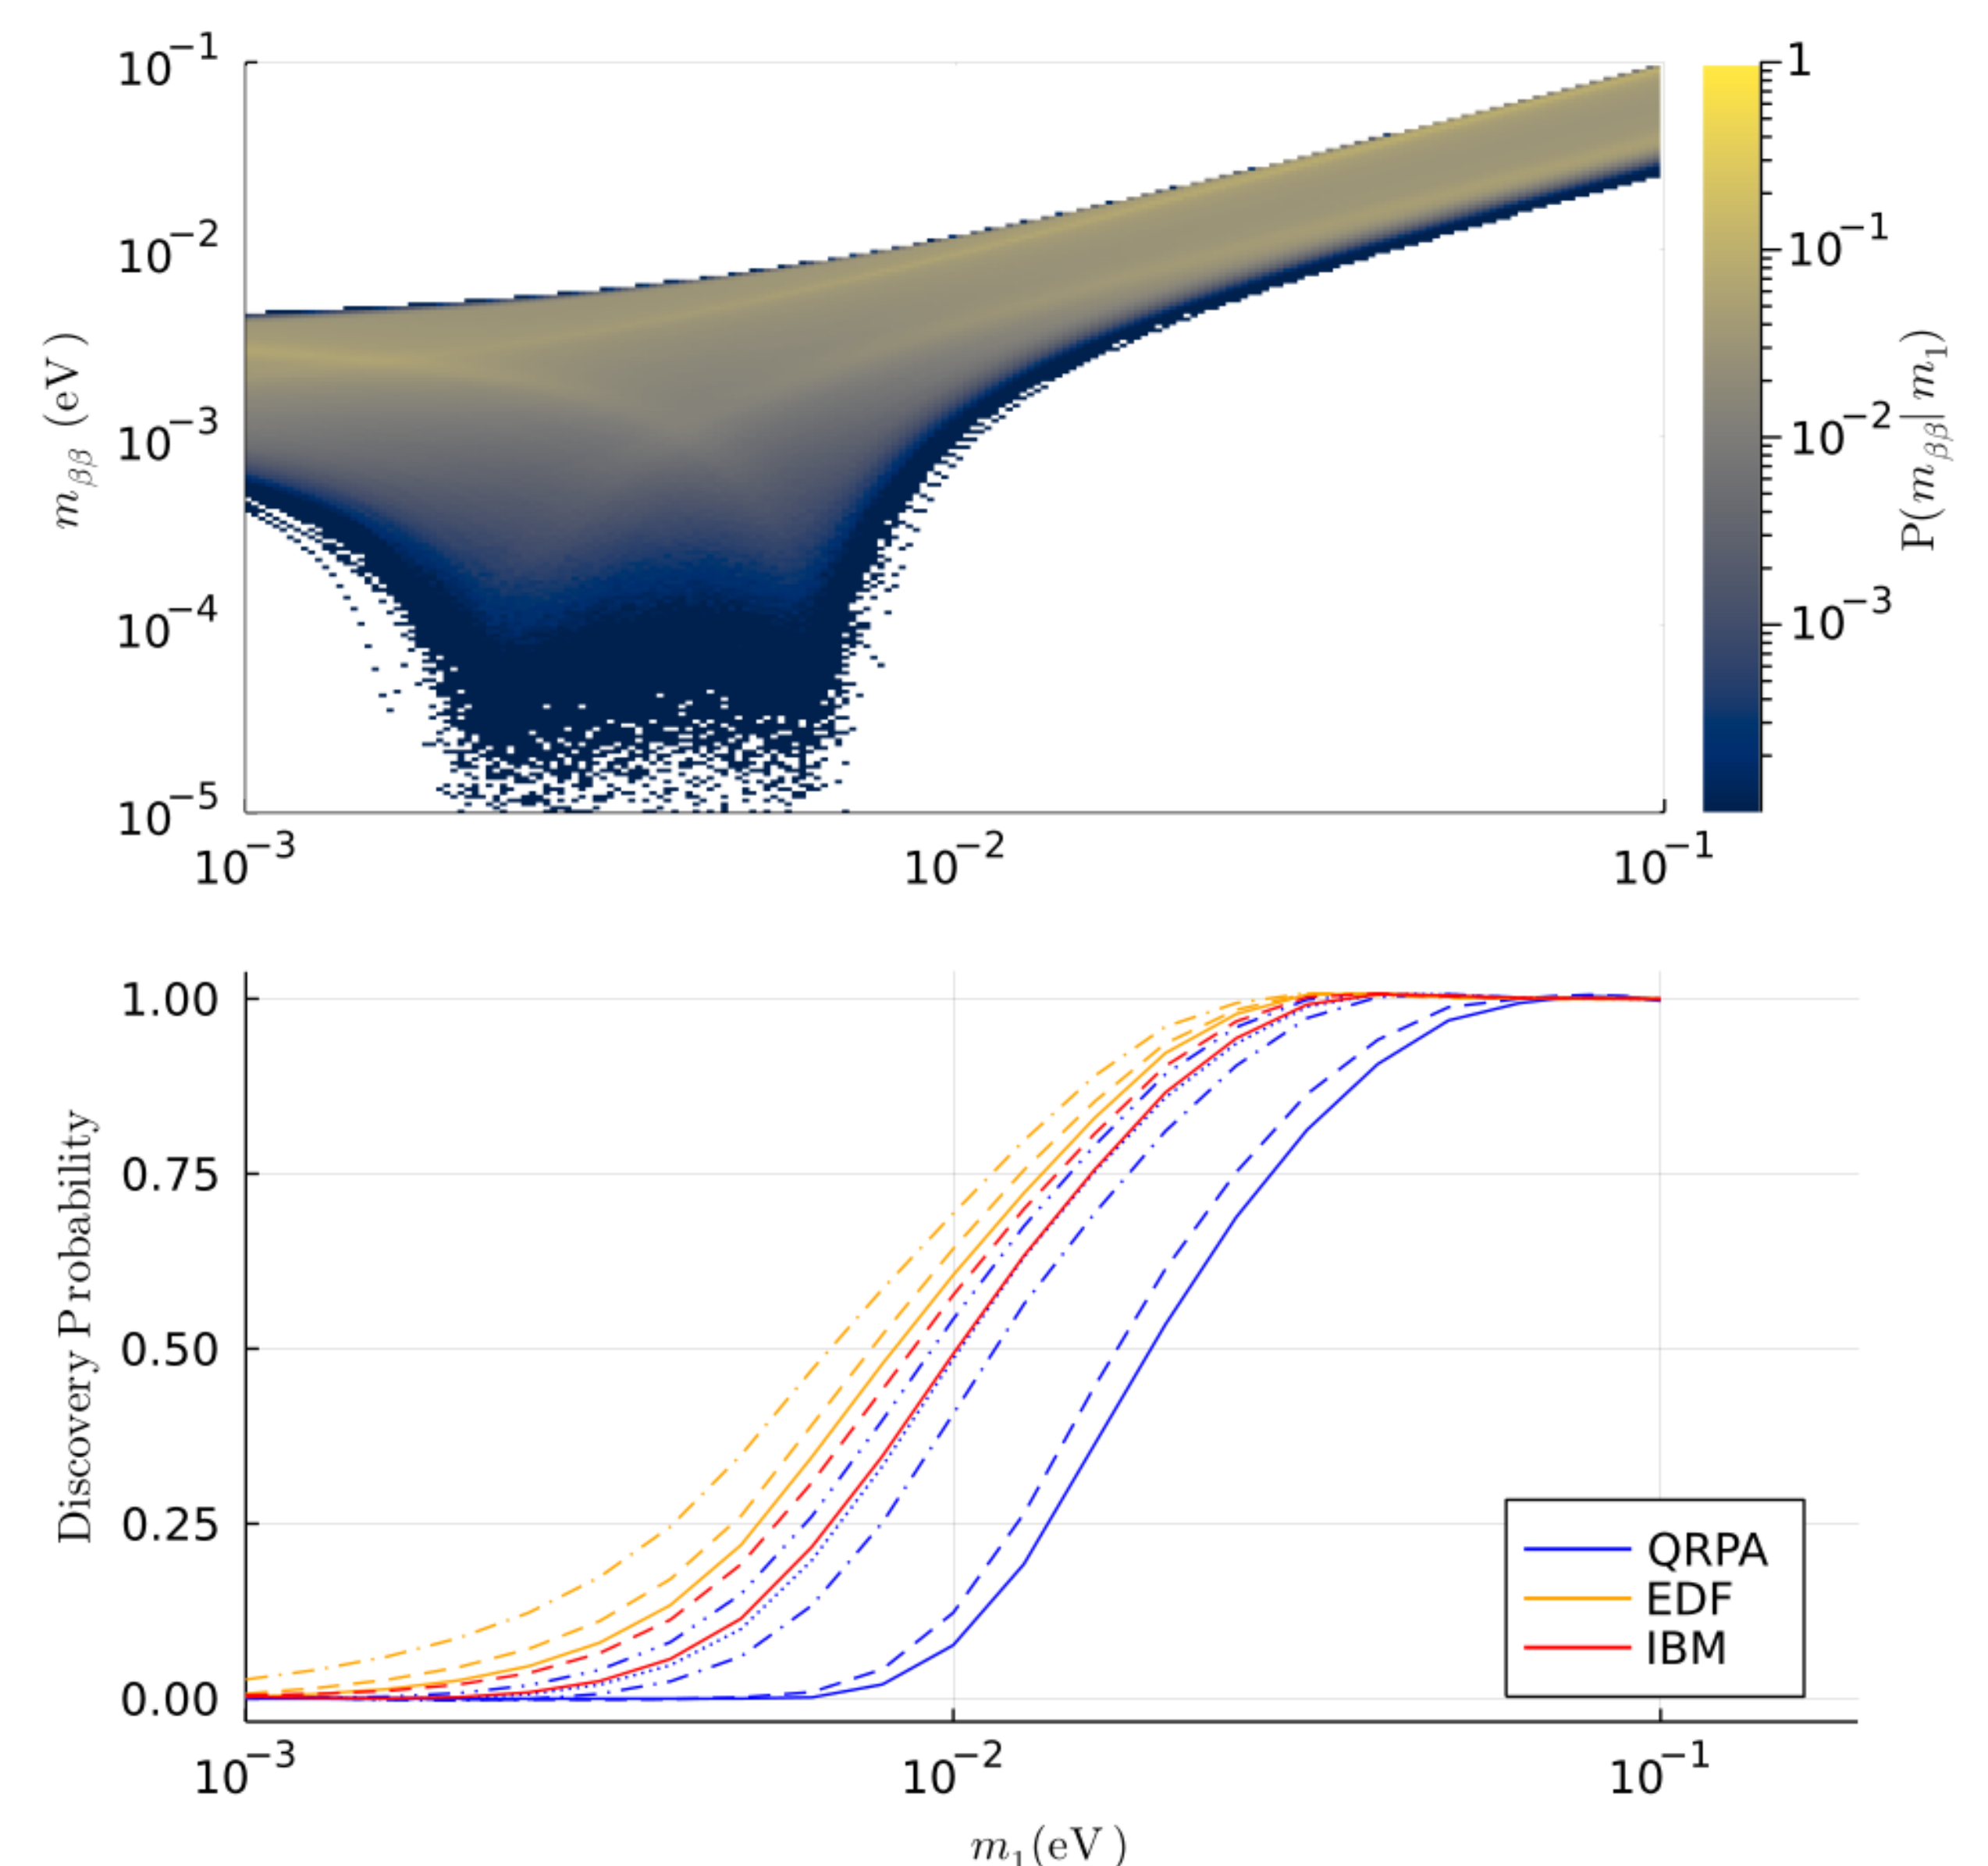 10⁻¹
10⁻²
10⁻³
10⁻⁴
10⁻⁵
m_ββ (eV)
10⁻³ 10⁻² 10⁻¹
1
10⁻¹
10⁻²
10⁻³
P(m_ββ| m₁)
1.00
0.75
0.50
0.25
0.00
Discovery Probability
QRPA
EDF
IBM
10⁻³ 10⁻² 10⁻¹
m₁(eV)